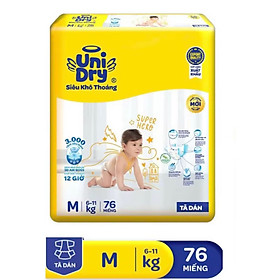 Uni
Dry®
Siêu Khô Thoáng
MỚI
3.000
12 GIỜ
SUPER
HERO
M 6-11 kg 76 MIẾNG
TÃ DÁN
TÃ DÁN
M
6-11 kg
76 MIẾNG